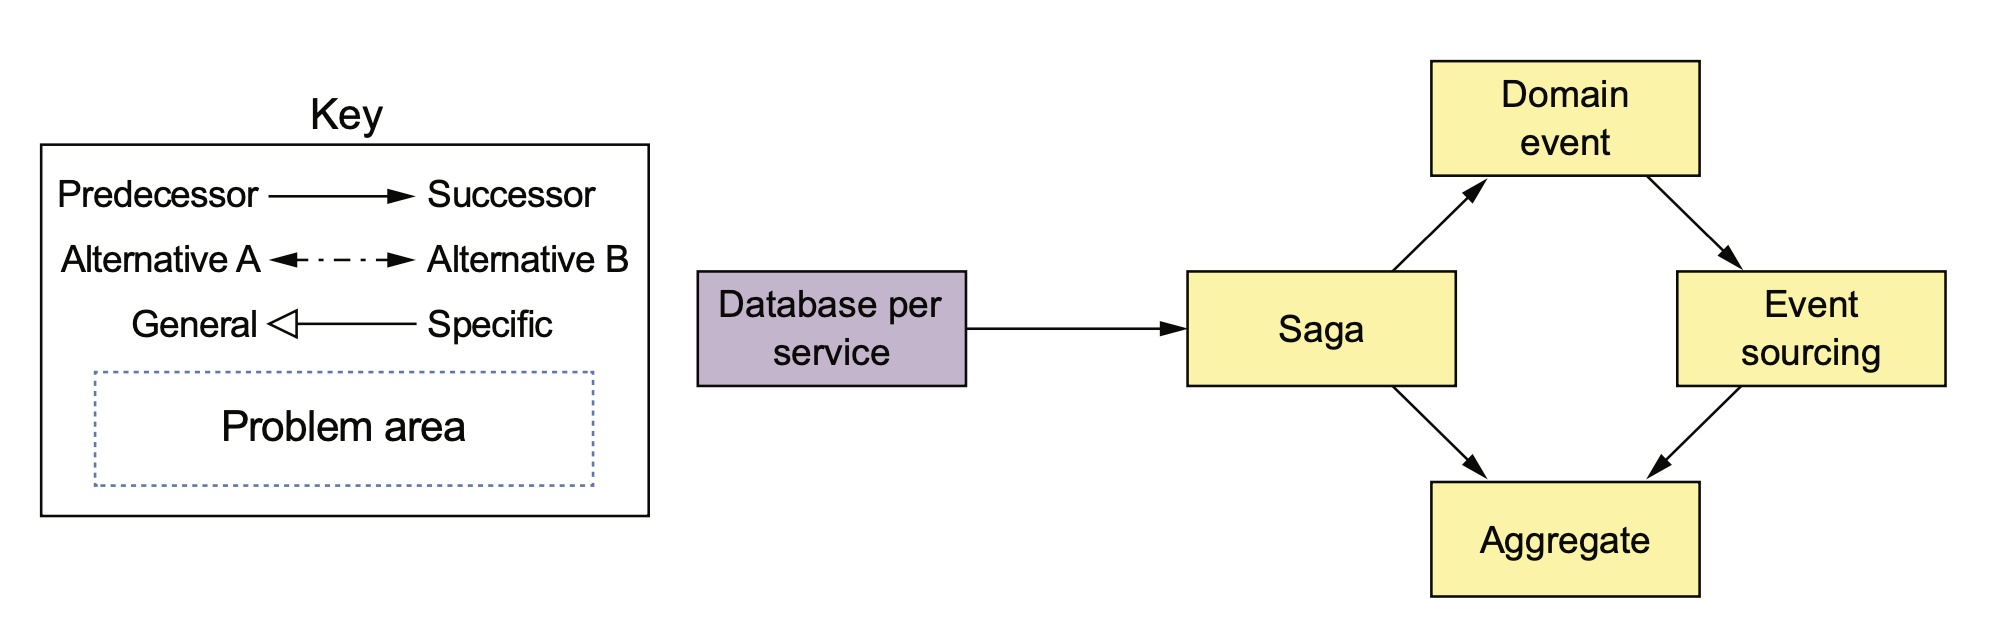 Key
Predecessor
Successor
Alternative A
Alternative B
General
Specific
Problem area
Database per
service
Saga
Domain
event
Event
sourcing
Aggregate